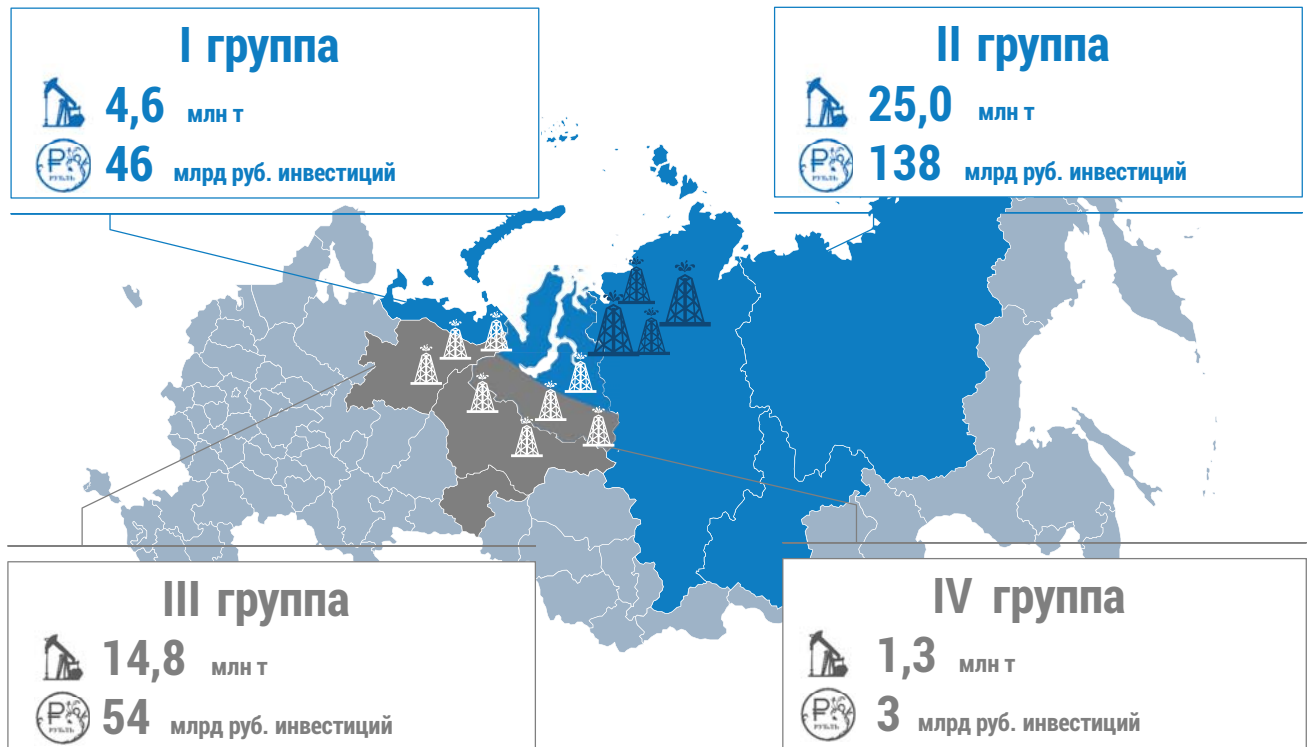 I группа
4,6 млн т
46 млрд руб. инвестиций
II группа
25,0 млн т
138 млрд руб. инвестиций
III группа
14,8 млн т
54 млрд руб. инвестиций
IV группа
1,3 млн т
3 млрд руб. инвестиций